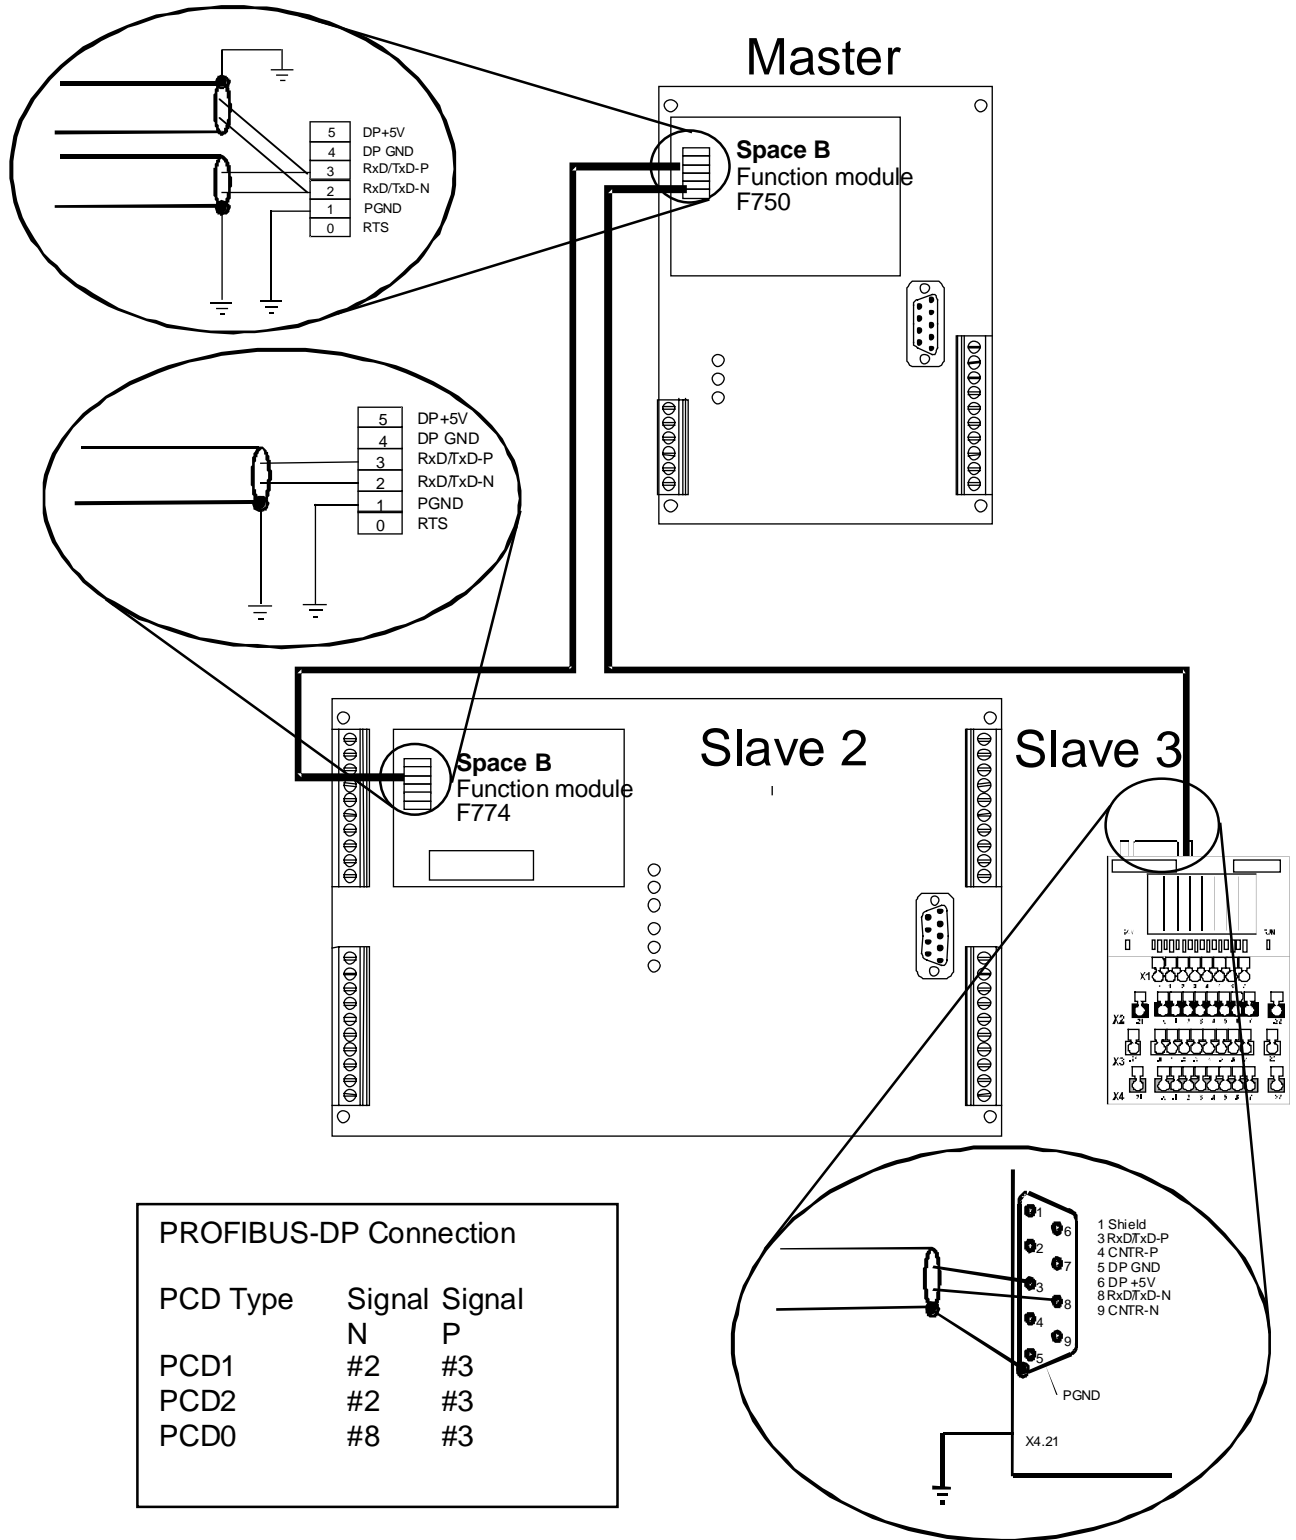 Master
5 DP+5V
4 DP GND
3 RxD/TxD-P
2 RxD/TxD-N
1 PGND
0 RTS
Space B
Function module
F750
5 DP+5V
4 DP GND
3 RxD/TxD-P
2 RxD/TxD-N
1 PGND
0 RTS
Slave 2
Slave 3
Space B
Function module
F774
X1
X2
X3
X4
PROFIBUS-DP Connection
PCD Type Signal Signal
N P
PCD1 #2 #3
PCD2 #2 #3
PCD0 #8 #3
1
6
2
7
3
8
4
9
5
1 Shield
3 RxD/TxD-P
4 CNTR-P
5 DP GND
6 DP +5V
8 RxD/TxD-N
9 CNTR-N
PGND
X4.21